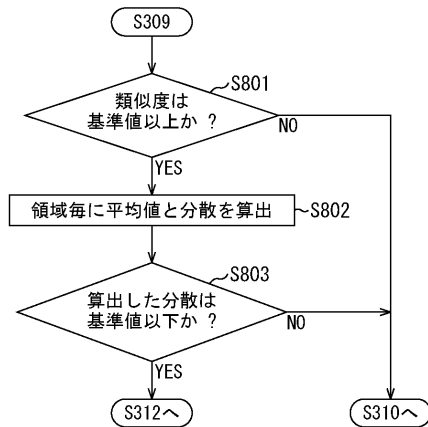 S309
S801
類似度は
基準値以上か ?
NO
YES
領域毎に平均値と分散を算出
S802
S803
算出した分散は
基準値以下か ?
NO
YES
S312へ
S310へ